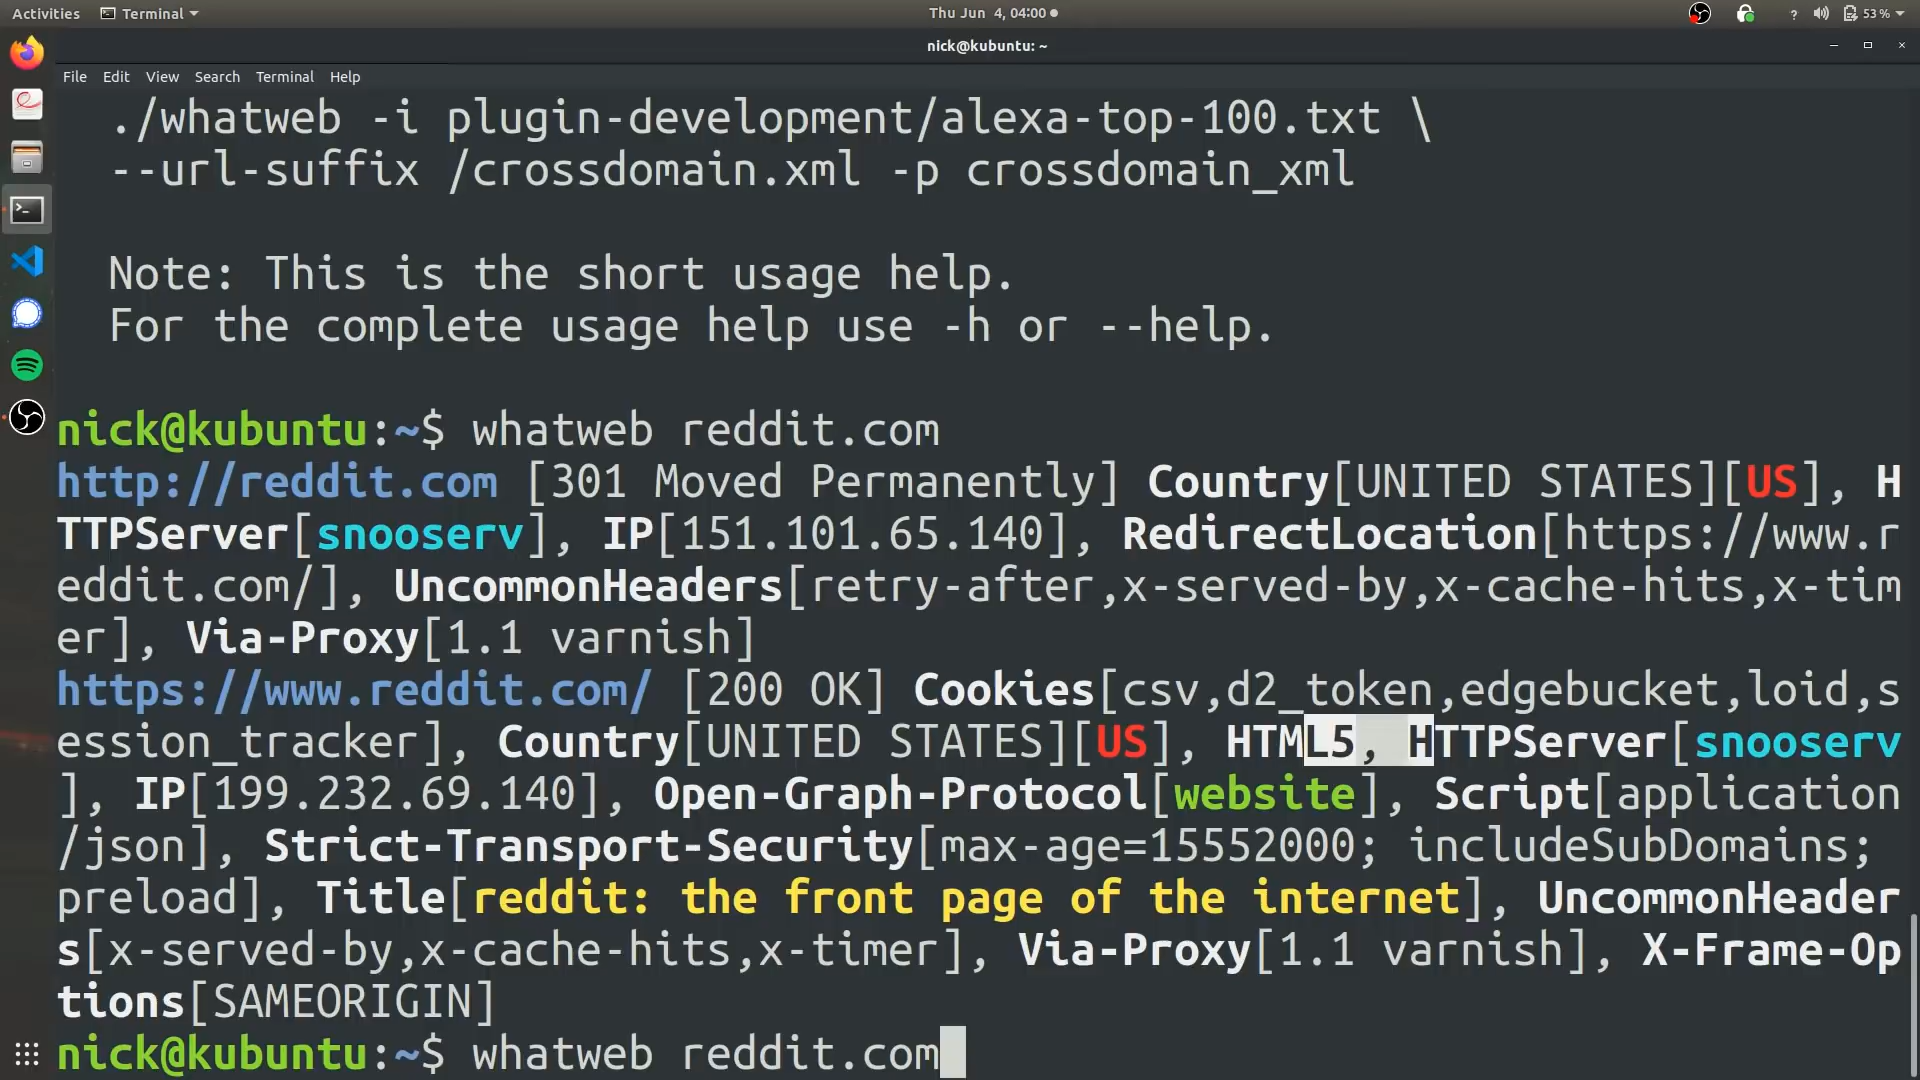 Activities Terminal Thu Jun 4, 04:00 ? 53 %
nick@kubuntu: ~
File Edit View Search Terminal Help
./whatweb -i plugin-development/alexa-top-100.txt \
--url-suffix /crossdomain.xml -p crossdomain_xml
Note: This is the short usage help.
For the complete usage help use -h or --help.
nick@kubuntu:~$ whatweb reddit.com
http://reddit.com [301 Moved Permanently] Country[UNITED STATES][US], H
TTPServer[snooserv], IP[151.101.65.140], RedirectLocation[https://www.r
eddit.com/], UncommonHeaders[retry-after,x-served-by,x-cache-hits,x-tim
er], Via-Proxy[1.1 varnish]
https://www.reddit.com/ [200 OK] Cookies[csv,d2_token,edgebucket,loid,s
ession_tracker], Country[UNITED STATES][US], HTML5, HTTPServer[snooserv
], IP[199.232.69.140], Open-Graph-Protocol[website], Script[application
/json], Strict-Transport-Security[max-age=15552000; includeSubDomains;
preload], Title[reddit: the front page of the internet], UncommonHeader
s[x-served-by,x-cache-hits,x-timer], Via-Proxy[1.1 varnish], X-Frame-Op
tions[SAMEORIGIN]
nick@kubuntu:~$ whatweb reddit.com